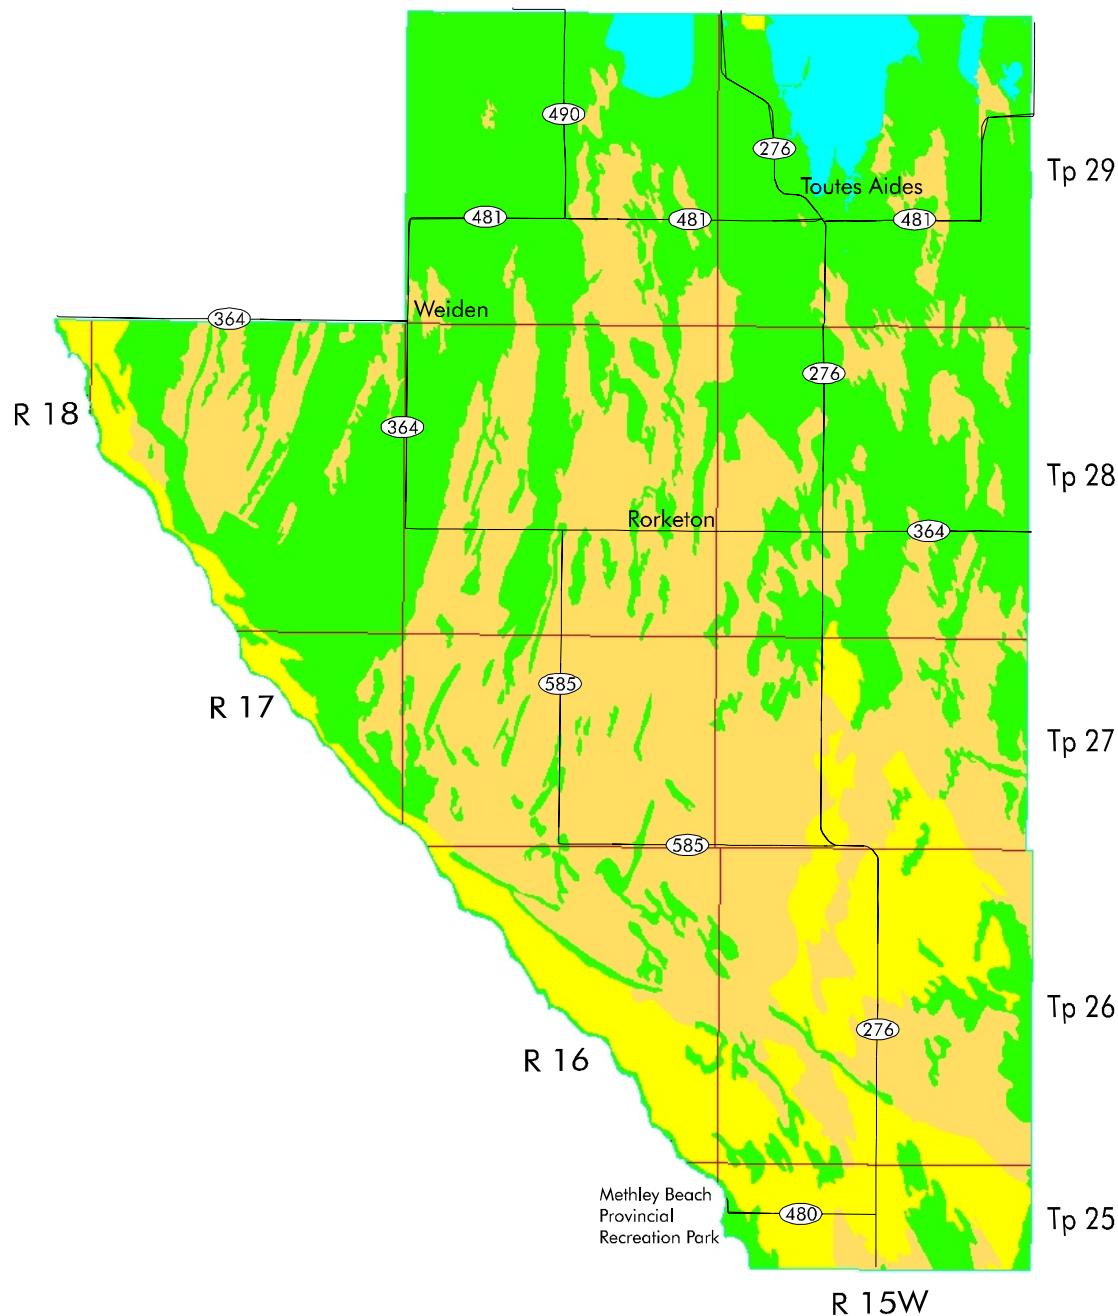 490
276
Tp 29
Toutes Aides
481
481
481
Weiden
364
276
R 18
364
Tp 28
Rorketon
364
585
R 17
Tp 27
585
Tp 26
276
R 16
Methley Beach
Provincial
Recreation Park
480
Tp 25
R 15W